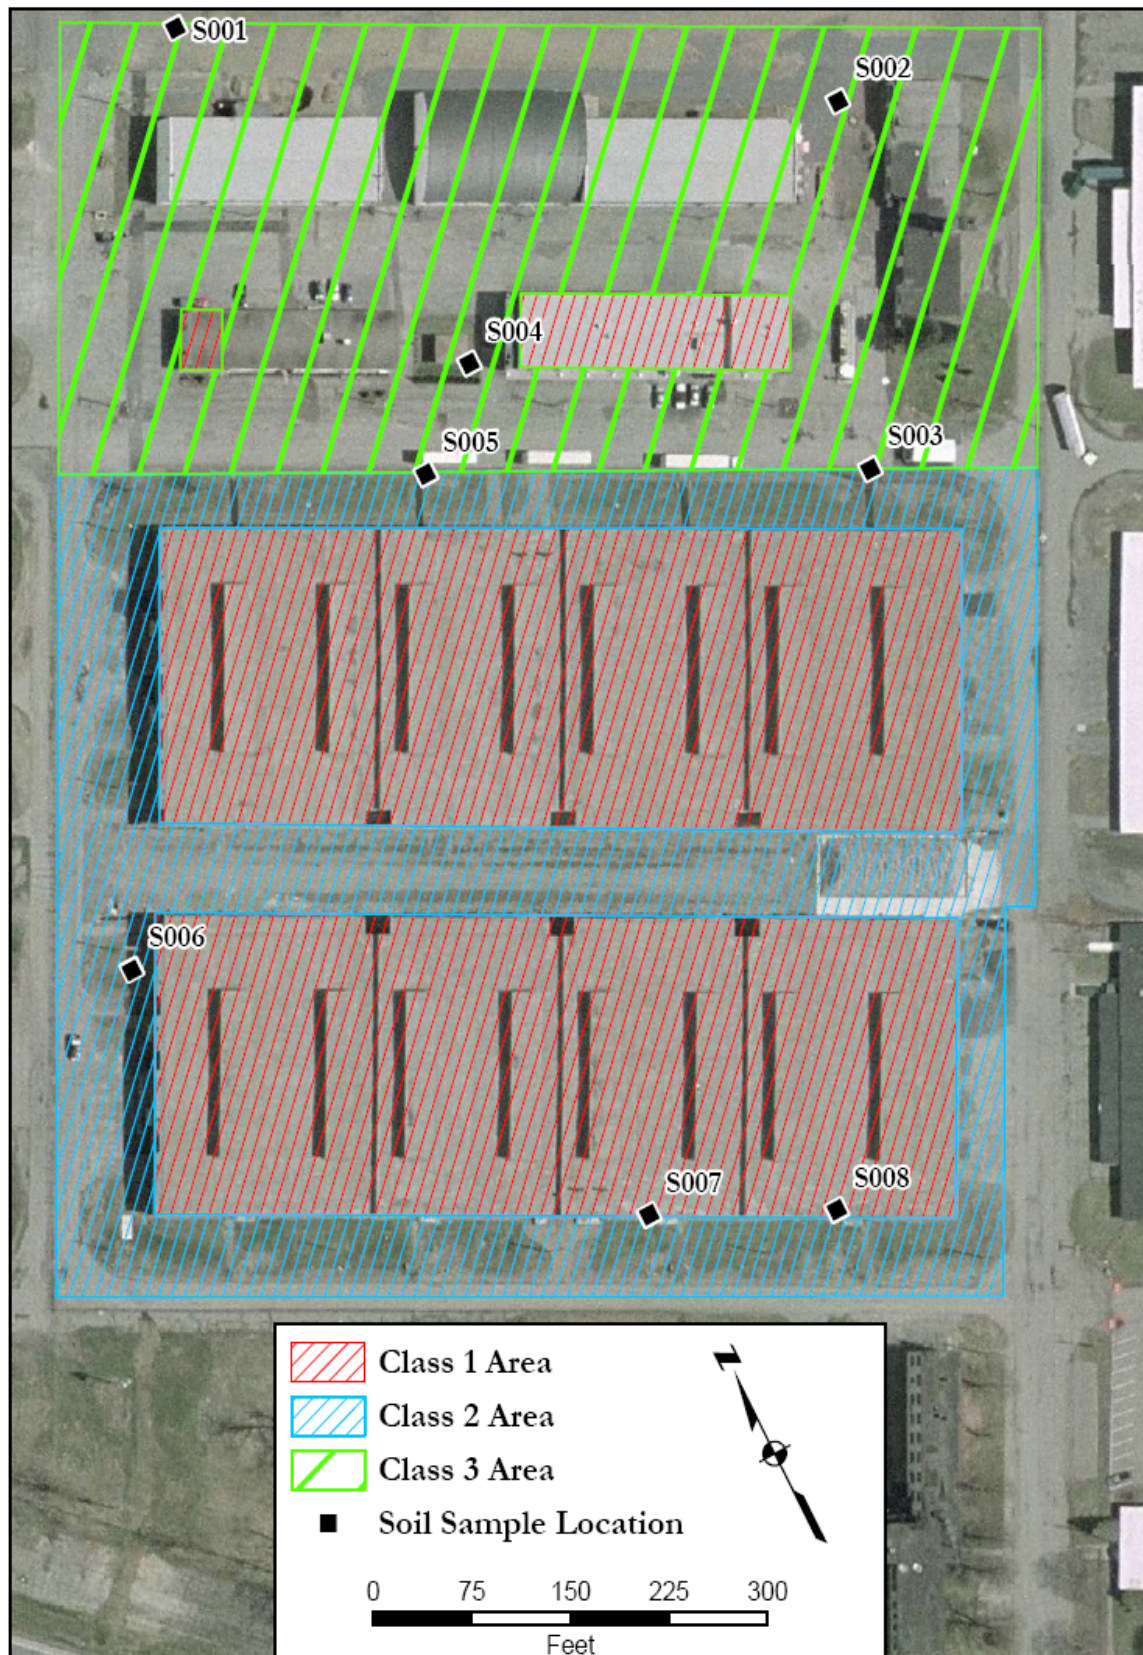 S001
S002
S004
S005
S003
S006
S007
S008
N
Class 1 Area
Class 2 Area
Class 3 Area
Soil Sample Location
0 75 150 225 300
Feet